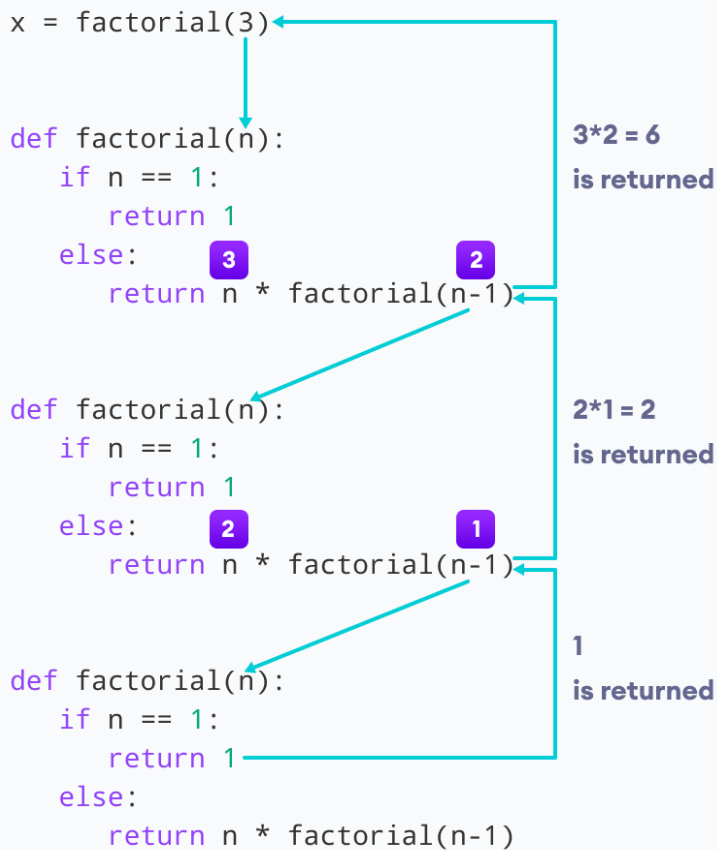 x = factorial(3)
def factorial(n):
   if n == 1:
      return 1
   else:
3 2
      return n * factorial(n-1)
3*2 = 6
is returned
def factorial(n):
   if n == 1:
      return 1
   else:
2 1
      return n * factorial(n-1)
2*1 = 2
is returned
def factorial(n):
   if n == 1:
      return 1
   else:
      return n * factorial(n-1)
1
is returned